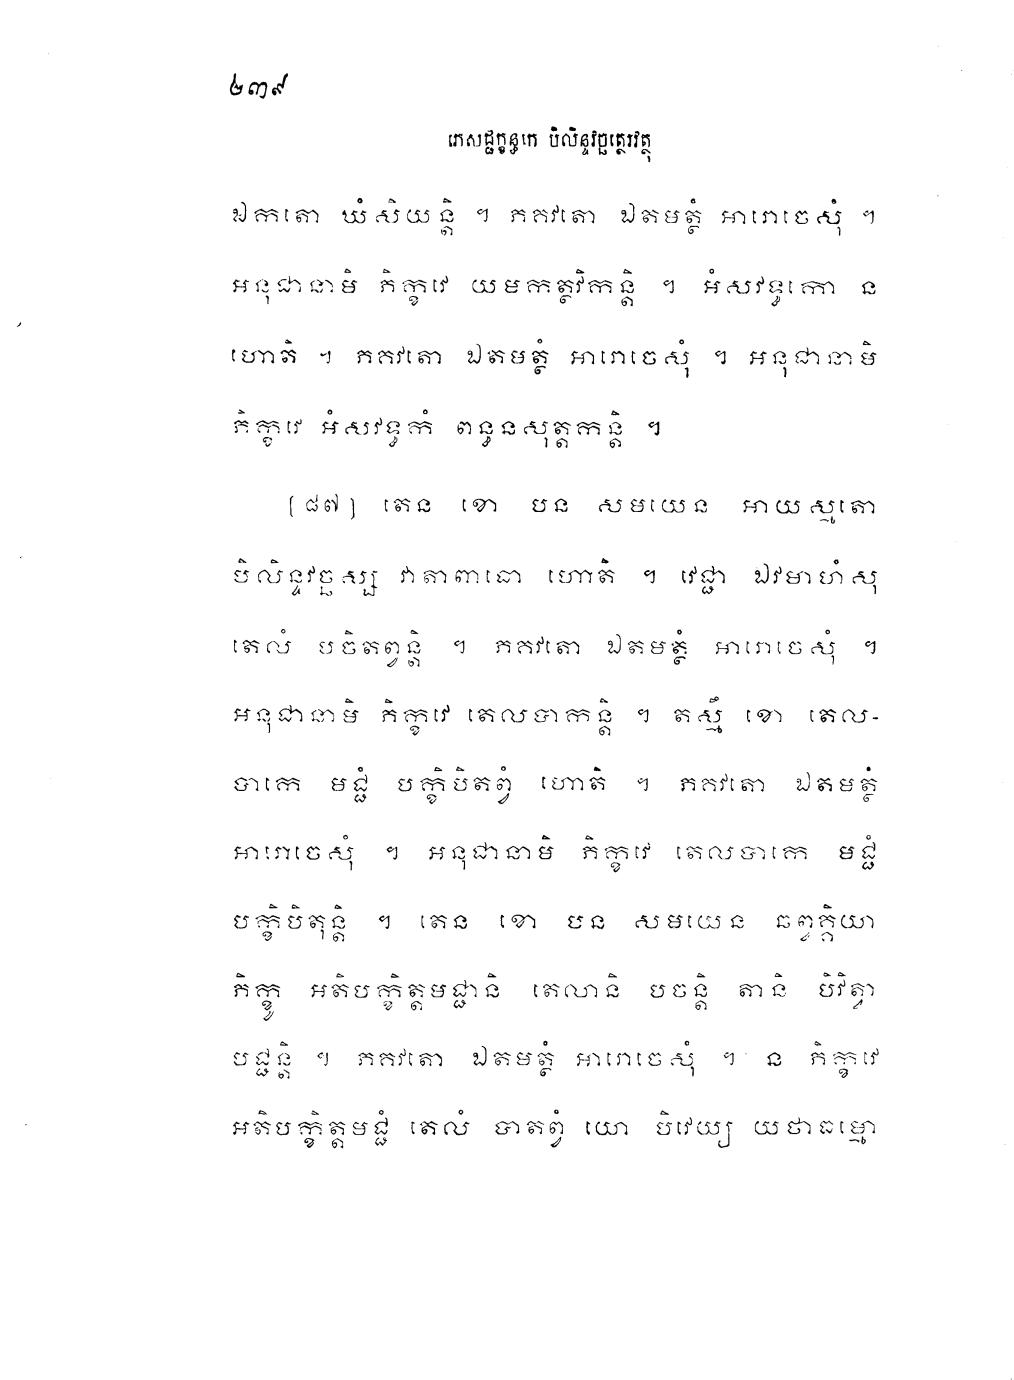 ៤៣៩
ភេសជ្ជក្ខន្ធកេ បិលិន្ទវច្ឆត្ថេរវត្ថុ
ឯកតោ ឃំសិយន្តិ ។ ភគវតោ ឯតមត្ថំ អារោចេសុំ ។
អនុជានាមិ ភិក្ខវេ យមកត្ថវិកន្តិ ។ អំសវទ្ធកោ ន
ហោតិ ។ ភគវតោ ឯតមត្ថំ អារោចេសុំ ។ អនុជានាមិ
ភិក្ខវេ អំសវទ្ធកំ ពន្ធនសុត្តកន្តិ ។
[៨៧] តេន ខោ បន សមយេន អាយស្មតោ
បិលិន្ទវច្ឆស្ស វាតាពាធោ ហោតិ ។ វេជ្ជា ឯវមាហំសុ
តេលំ បចិតព្វន្តិ ។ ភគវតោ ឯតមត្ថំ អារោចេសុំ ។
អនុជានាមិ ភិក្ខវេ តេលបាកន្តិ ។ តស្មឹ ខោ តេល-
បាកេ មជ្ជំ បក្ខិបិតព្វំ ហោតិ ។ ភគវតោ ឯតមត្ថំ
អារោចេសុំ ។ អនុជានាមិ ភិក្ខវេ តេលបាកេ មជ្ជំ
បក្ខិបិតុន្តិ ។ តេន ខោ បន សមយេន ឆព្វគ្គិយា
ភិក្ខូ អតិបក្ខិត្តមជ្ជានិ តេលានិ បចន្តិ តានិ បិវិត្វា
បជ្ជន្តិ ។ ភគវតោ ឯតមត្ថំ អារោចេសុំ ។ ន ភិក្ខវេ
អតិបក្ខិត្តមជ្ជំ តេលំ បាតព្វំ យោ បិវេយ្យ យថាធម្មោ